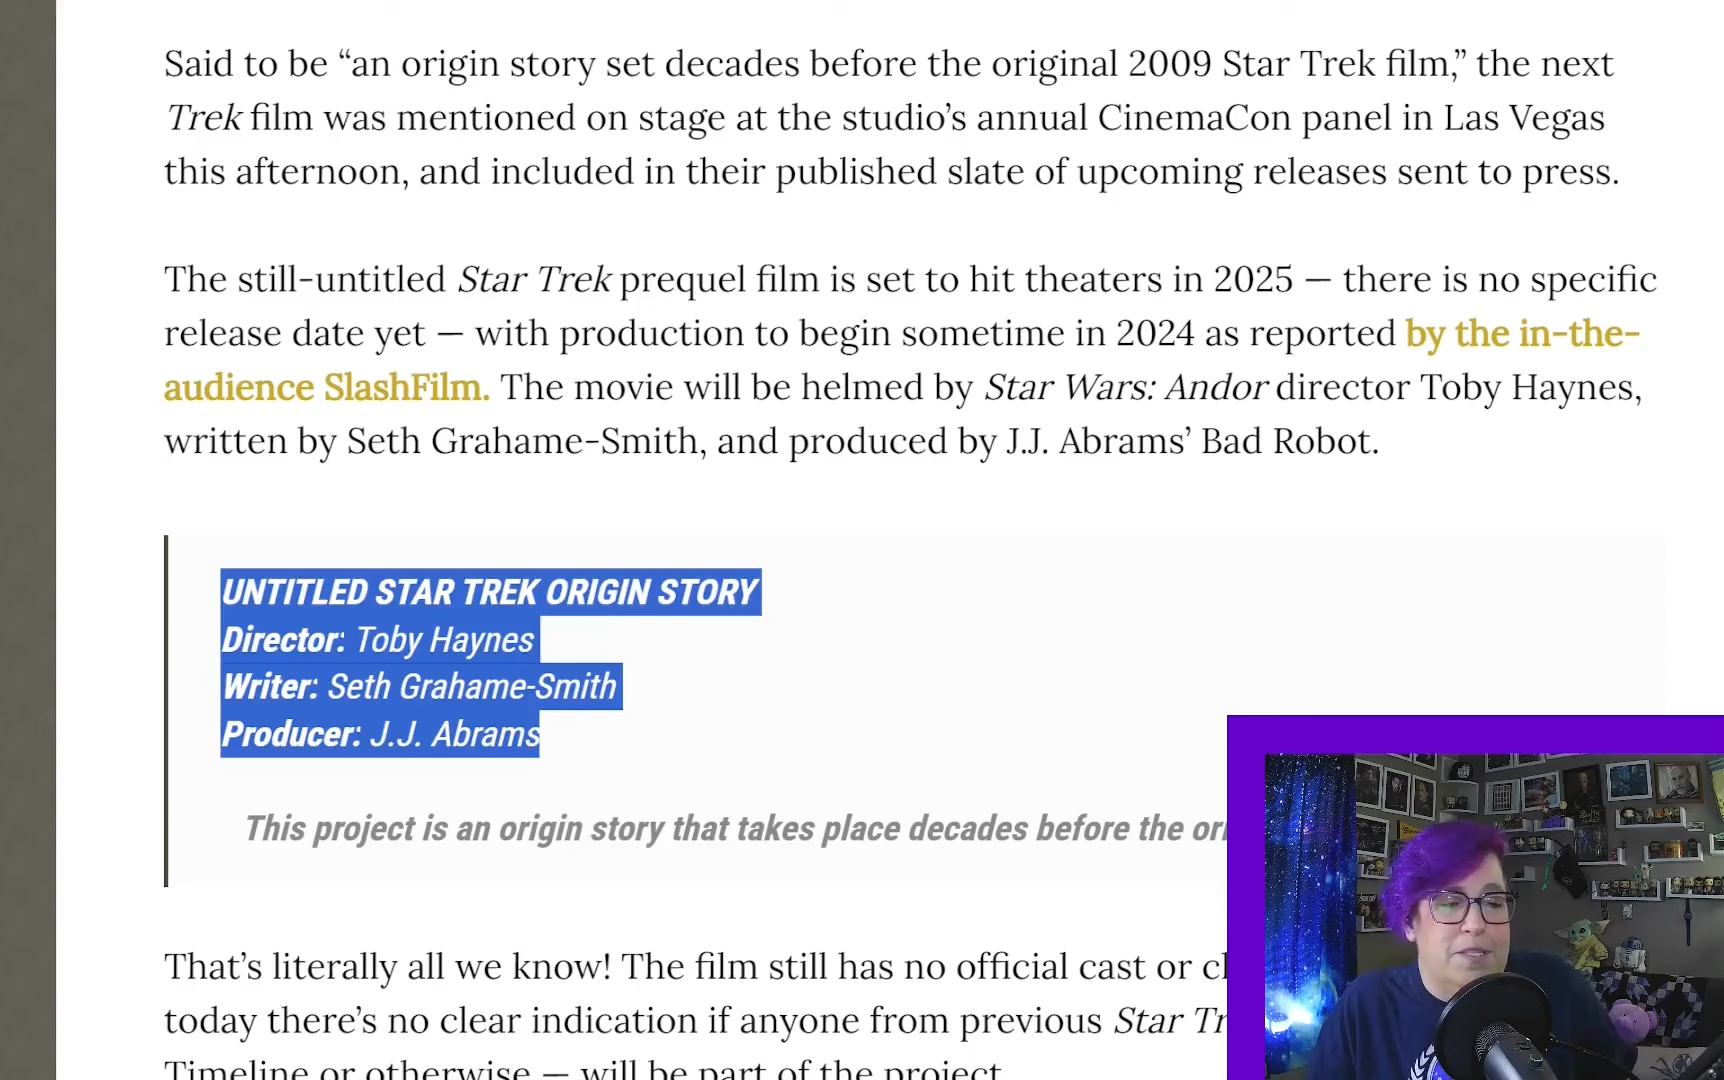 Said to be “an origin story set decades before the original 2009 Star Trek film,” the next
Trek film was mentioned on stage at the studio’s annual CinemaCon panel in Las Vegas
this afternoon, and included in their published slate of upcoming releases sent to press.
The still-untitled Star Trek prequel film is set to hit theaters in 2025 — there is no specific
release date yet — with production to begin sometime in 2024 as reported by the in-the-
audience SlashFilm. The movie will be helmed by Star Wars: Andor director Toby Haynes,
written by Seth Grahame-Smith, and produced by J.J. Abrams’ Bad Robot.
UNTITLED STAR TREK ORIGIN STORY
Director: Toby Haynes
Writer: Seth Grahame-Smith
Producer: J.J. Abrams
This project is an origin story that takes place decades before the
That’s literally all we know! The film still has no official cast or
today there’s no clear indication if anyone from previous Star
Timeline or otherwise — will be part of the project